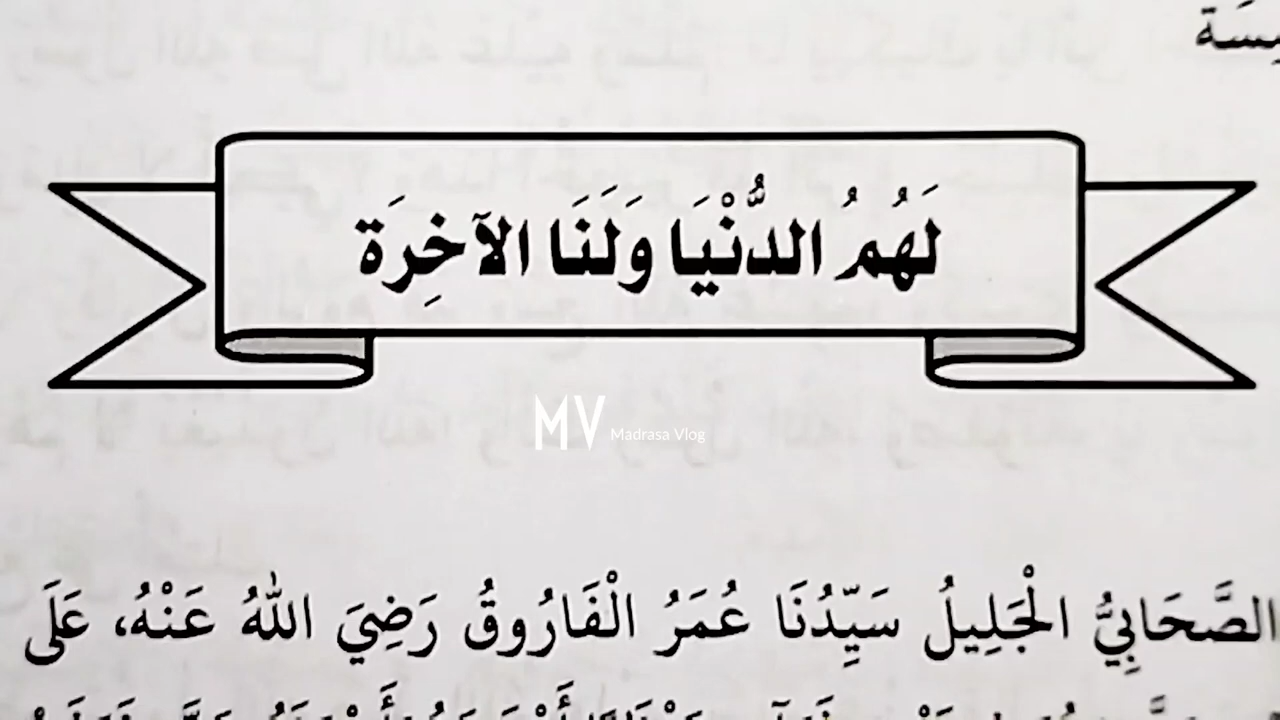 لَهُمُ الدُّنْيَا وَلَنَا الآخِرَة
MV Madrasa Vlog
الصَّحَابِيُّ الْجَلِيلُ سَيِّدُنَا عُمَرُ الْفَارُوقُ رَضِيَ اللهُ عَنْهُ، عَلَى